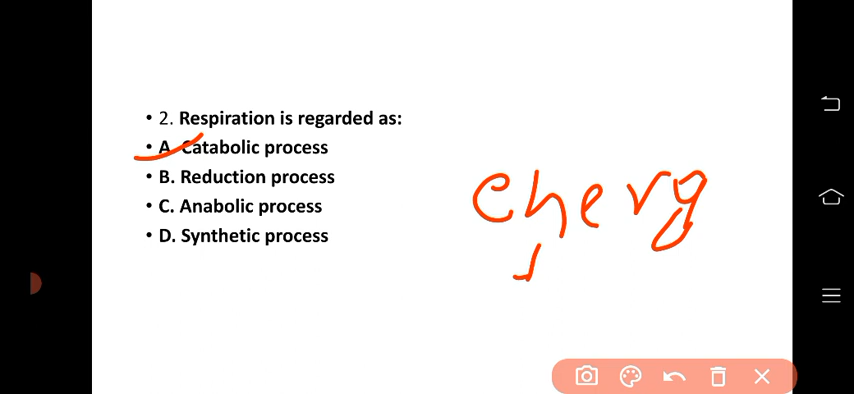 • 2. Respiration is regarded as:
• A. Catabolic process
• B. Reduction process
• C. Anabolic process
• D. Synthetic process
energ